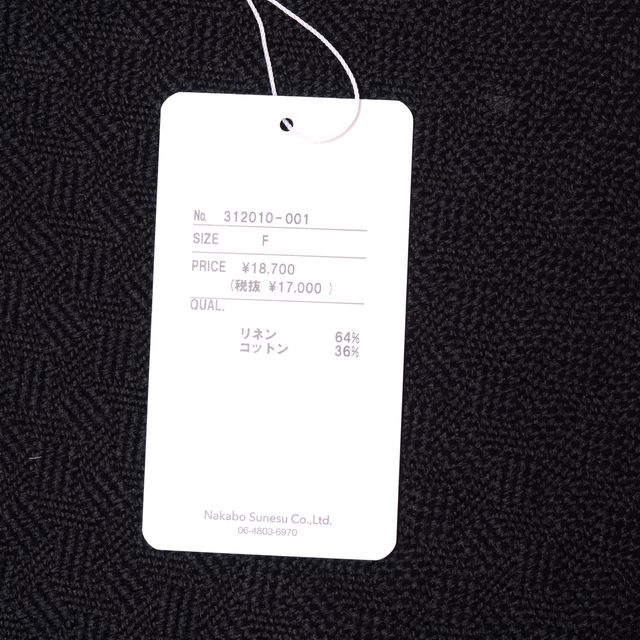 № 312010-001
SIZE F
PRICE ¥18,700
(税抜 ¥17,000 )
QUAL.
リネン 64%
コットン 36%
Nakabo Sunesu Co.,Ltd.
06-4803-6970